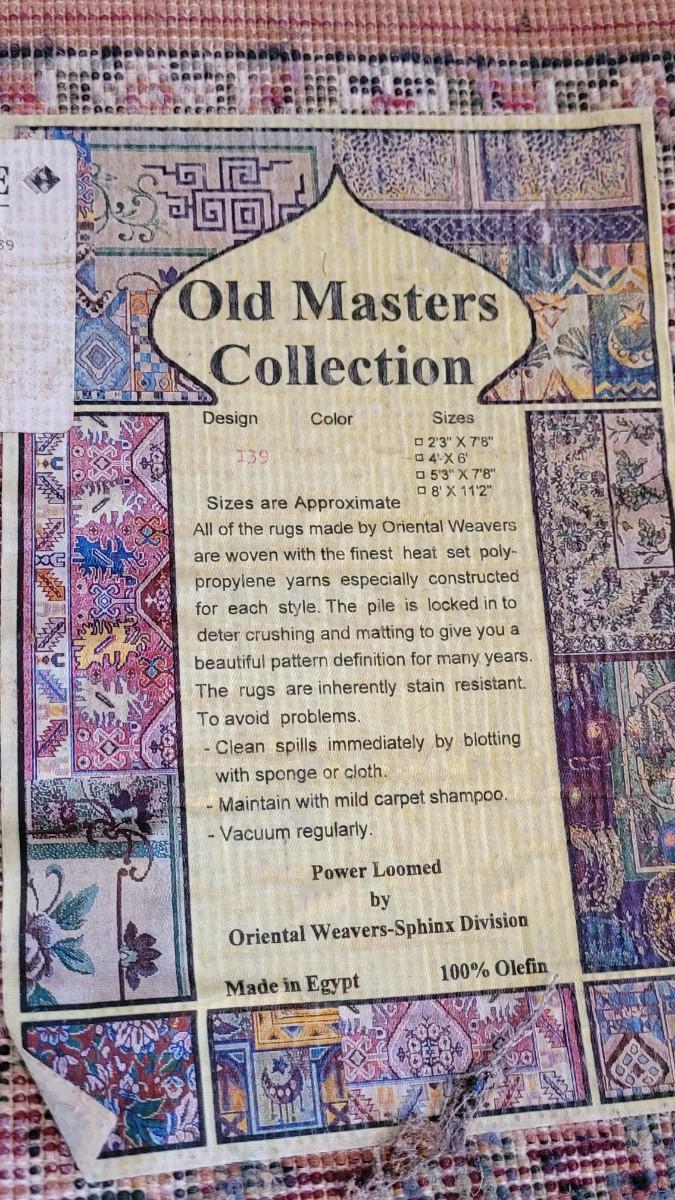 E
89
Old Masters
Collection
Design Color Sizes
I39
2'3" X 7'8"
4' X 6'
5'3" X 7'8"
8' X 11'2"
Sizes are Approximate
All of the rugs made by Oriental Weavers
are woven with the finest heat set poly-
propylene yarns especially constructed
for each style. The pile is locked in to
deter crushing and matting to give you a
beautiful pattern definition for many years.
The rugs are inherently stain resistant.
To avoid problems.
- Clean spills immediately by blotting
with sponge or cloth.
- Maintain with mild carpet shampoo.
- Vacuum regularly.
Power Loomed
by
Oriental Weavers-Sphinx Division
Made in Egypt 100% Olefin